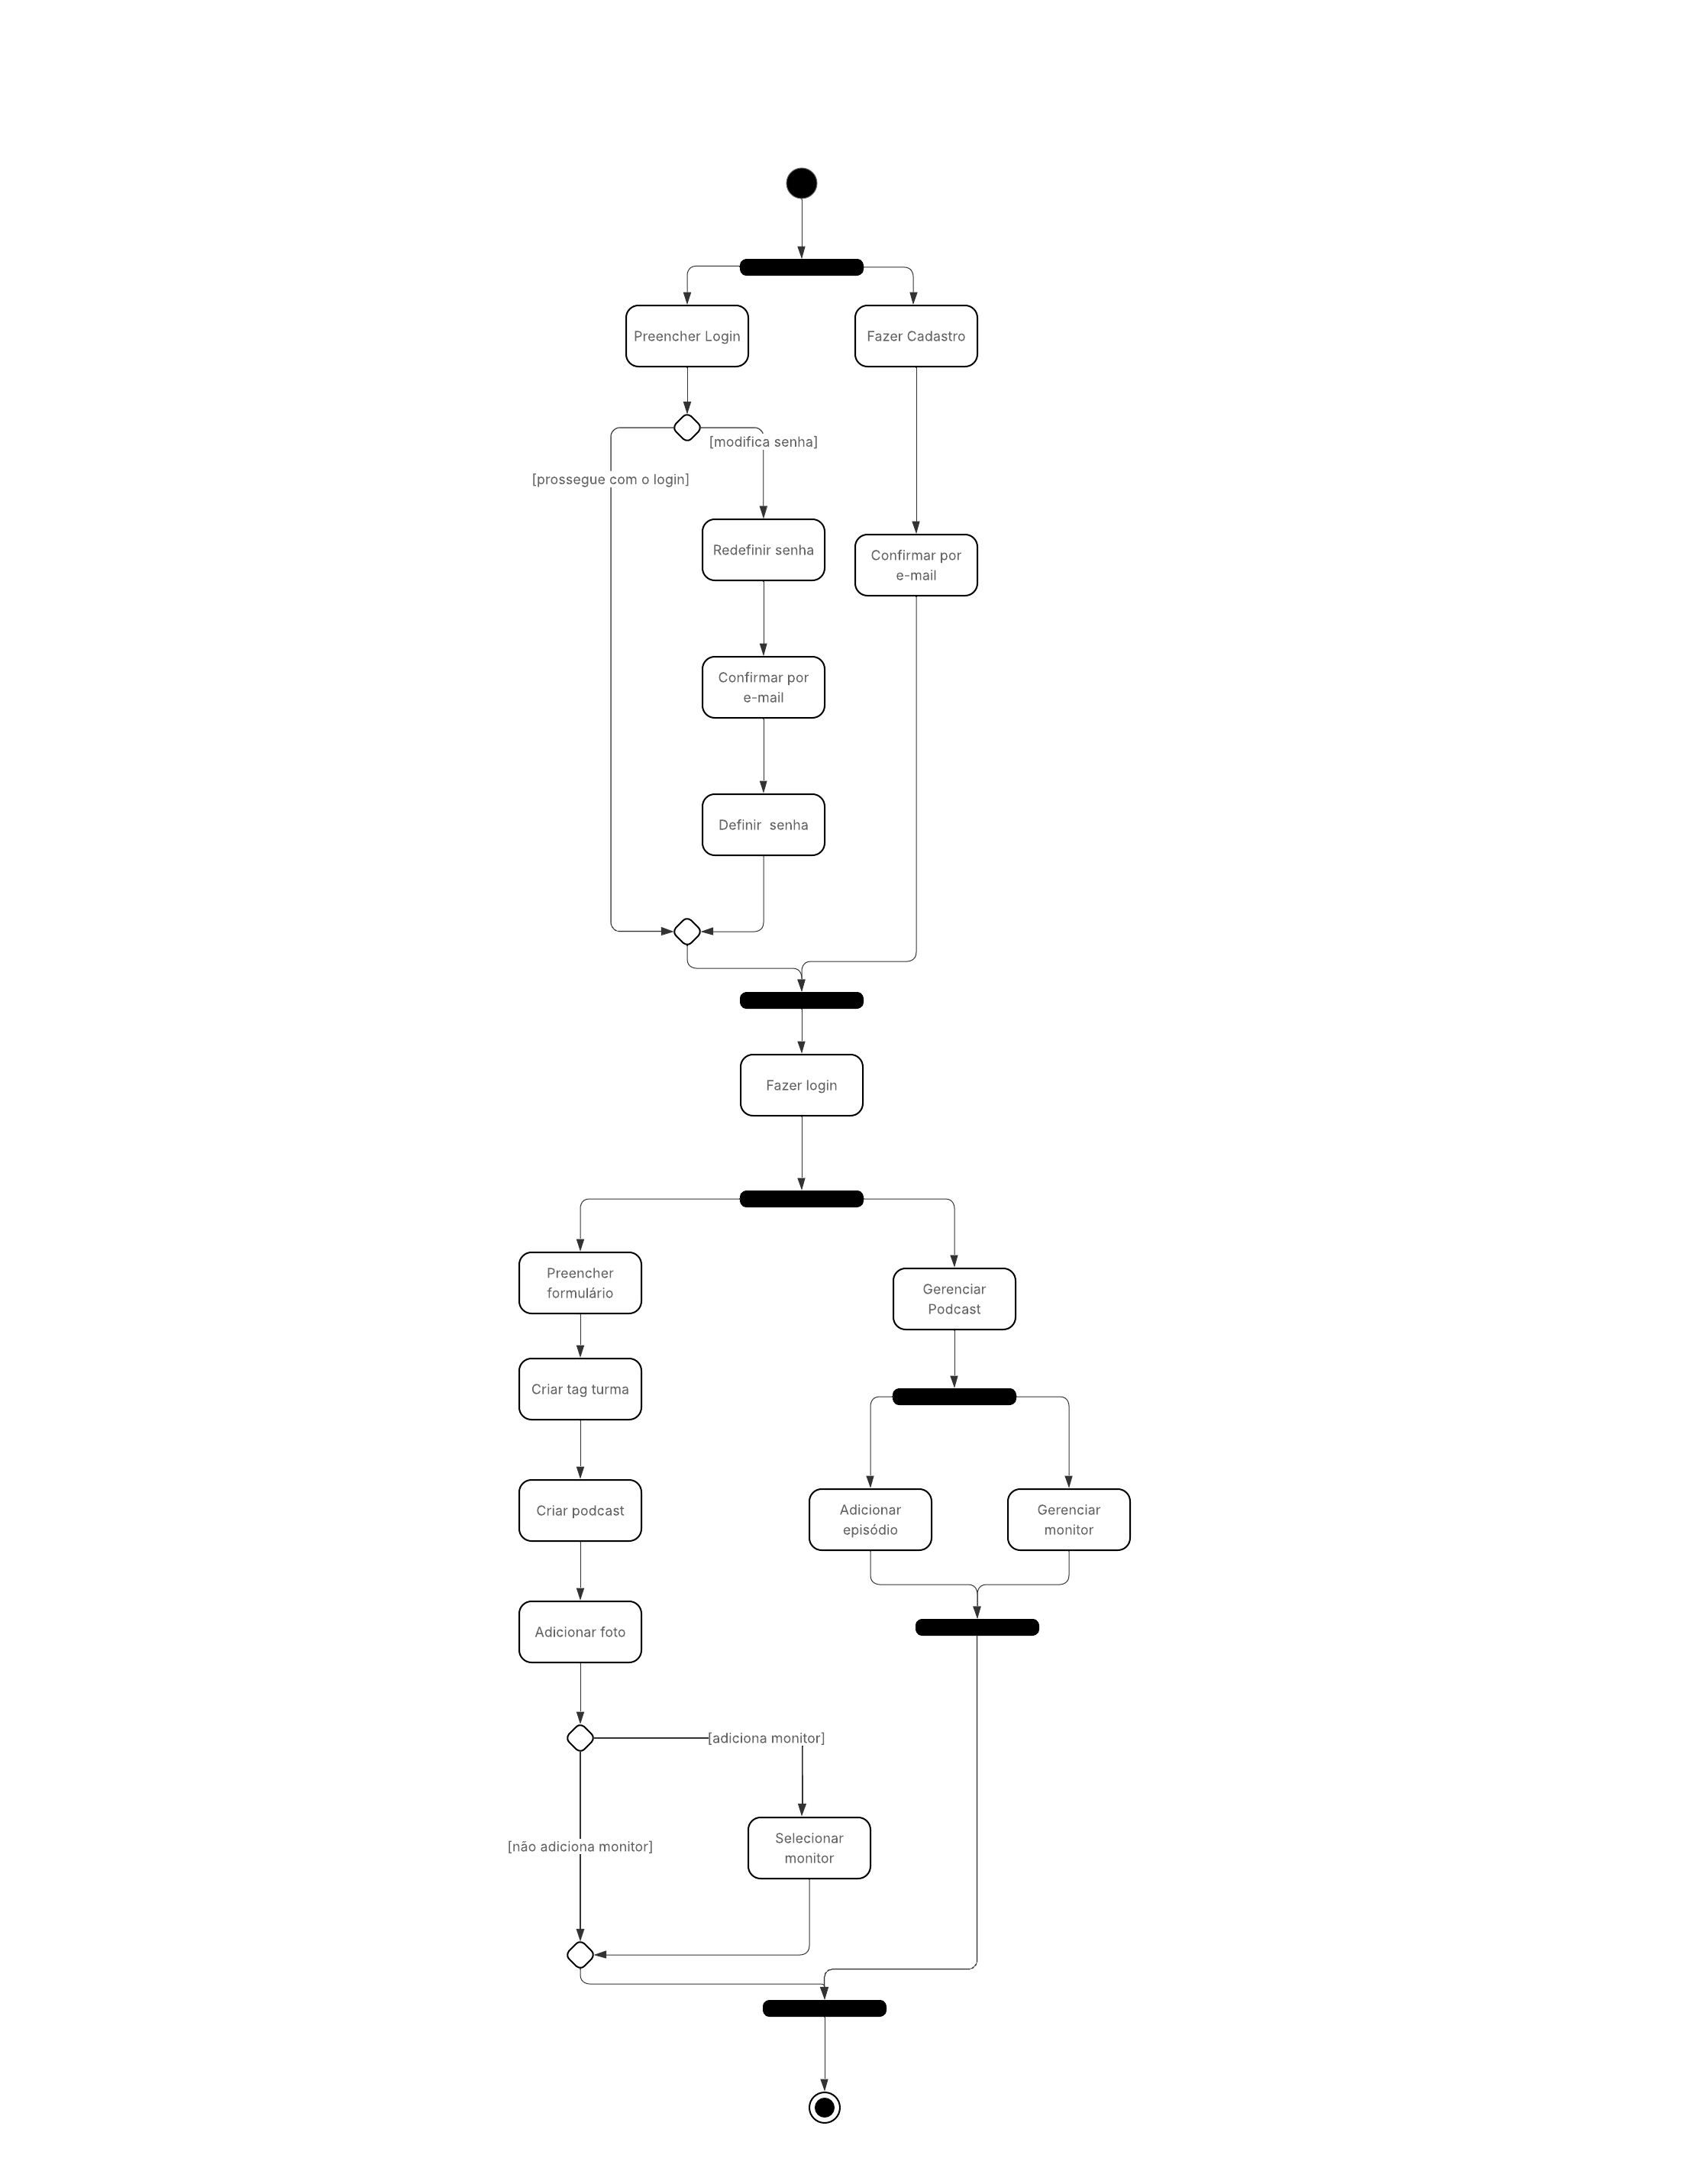 Preencher Login
Fazer Cadastro
[modifica senha]
[prossegue com o login]
Redefinir senha
Confirmar por
e-mail
Confirmar por
e-mail
Definir  senha
Fazer login
Preencher
formulário
Gerenciar
Podcast
Criar tag turma
Criar podcast
Adicionar
episódio
Gerenciar
monitor
Adicionar foto
[adiciona monitor]
Selecionar
monitor
[não adiciona monitor]